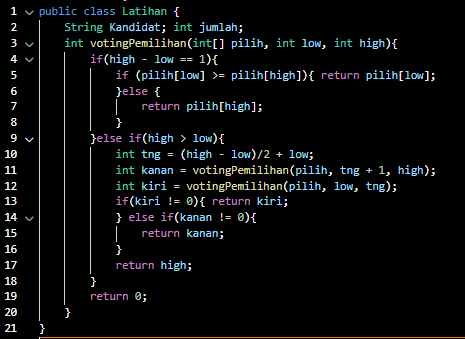 1 public class Latihan {
2 String Kandidat; int jumlah;
3 int votingPemilihan(int[] pilih, int low, int high){
4 if(high - low == 1){
5 if (pilih[low] >= pilih[high]){ return pilih[low];
6 }else {
7 return pilih[high];
8 }
9 }else if(high > low){
10 int tng = (high - low)/2 + low;
11 int kanan = votingPemilihan(pilih, tng + 1, high);
12 int kiri = votingPemilihan(pilih, low, tng);
13 if(kiri != 0){ return kiri;
14 } else if(kanan != 0){
15 return kanan;
16 }
17 return high;
18 }
19 return 0;
20 }
21 }